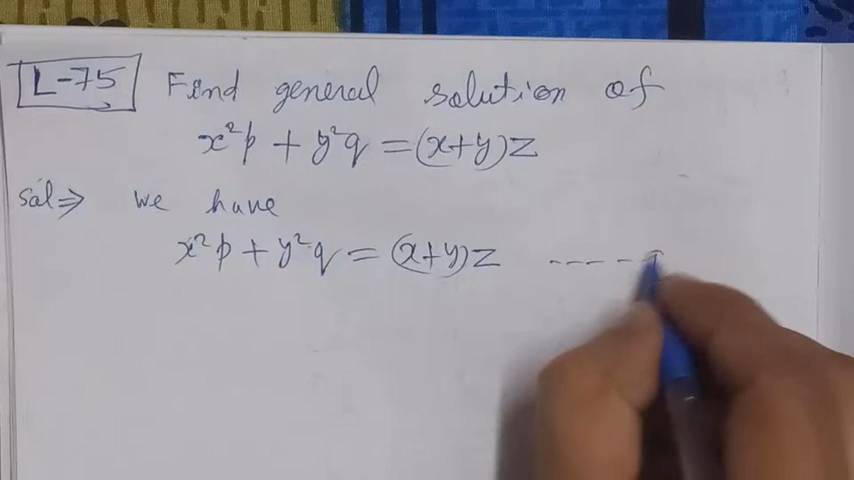 L-75 Find general solution of
x²p + y²q = (x+y)z
Sol ⇒ we have
x²p + y²q = (x+y)z -----